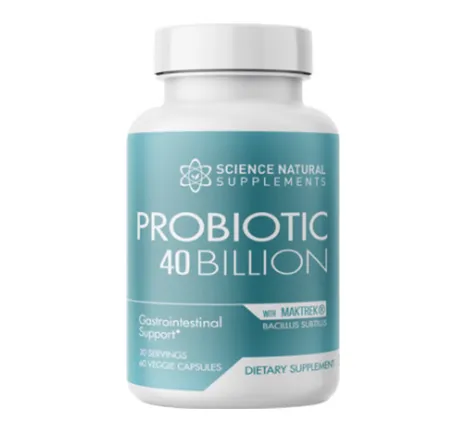 SCIENCE NATURAL
SUPPLEMENTS
PROBIOTIC
40 BILLION
WITH MAKTREK®
BACILLUS SUBTILIS
Gastrointestinal
Support*
30 SERVINGS
60 VEGGIE CAPSULES
DIETARY SUPPLEMENT